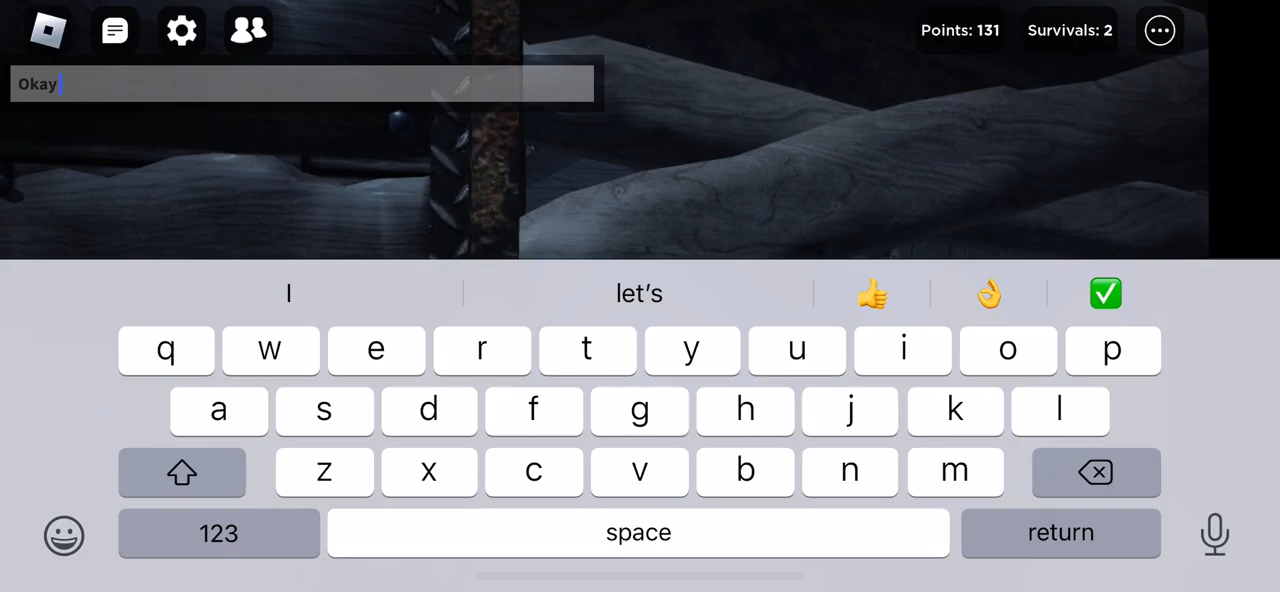 Points: 131 Survivals: 2
Okay
I let's 👍 👌 ✅
q w e r t y u i o p
a s d f g h j k l
z x c v b n m
123 space return